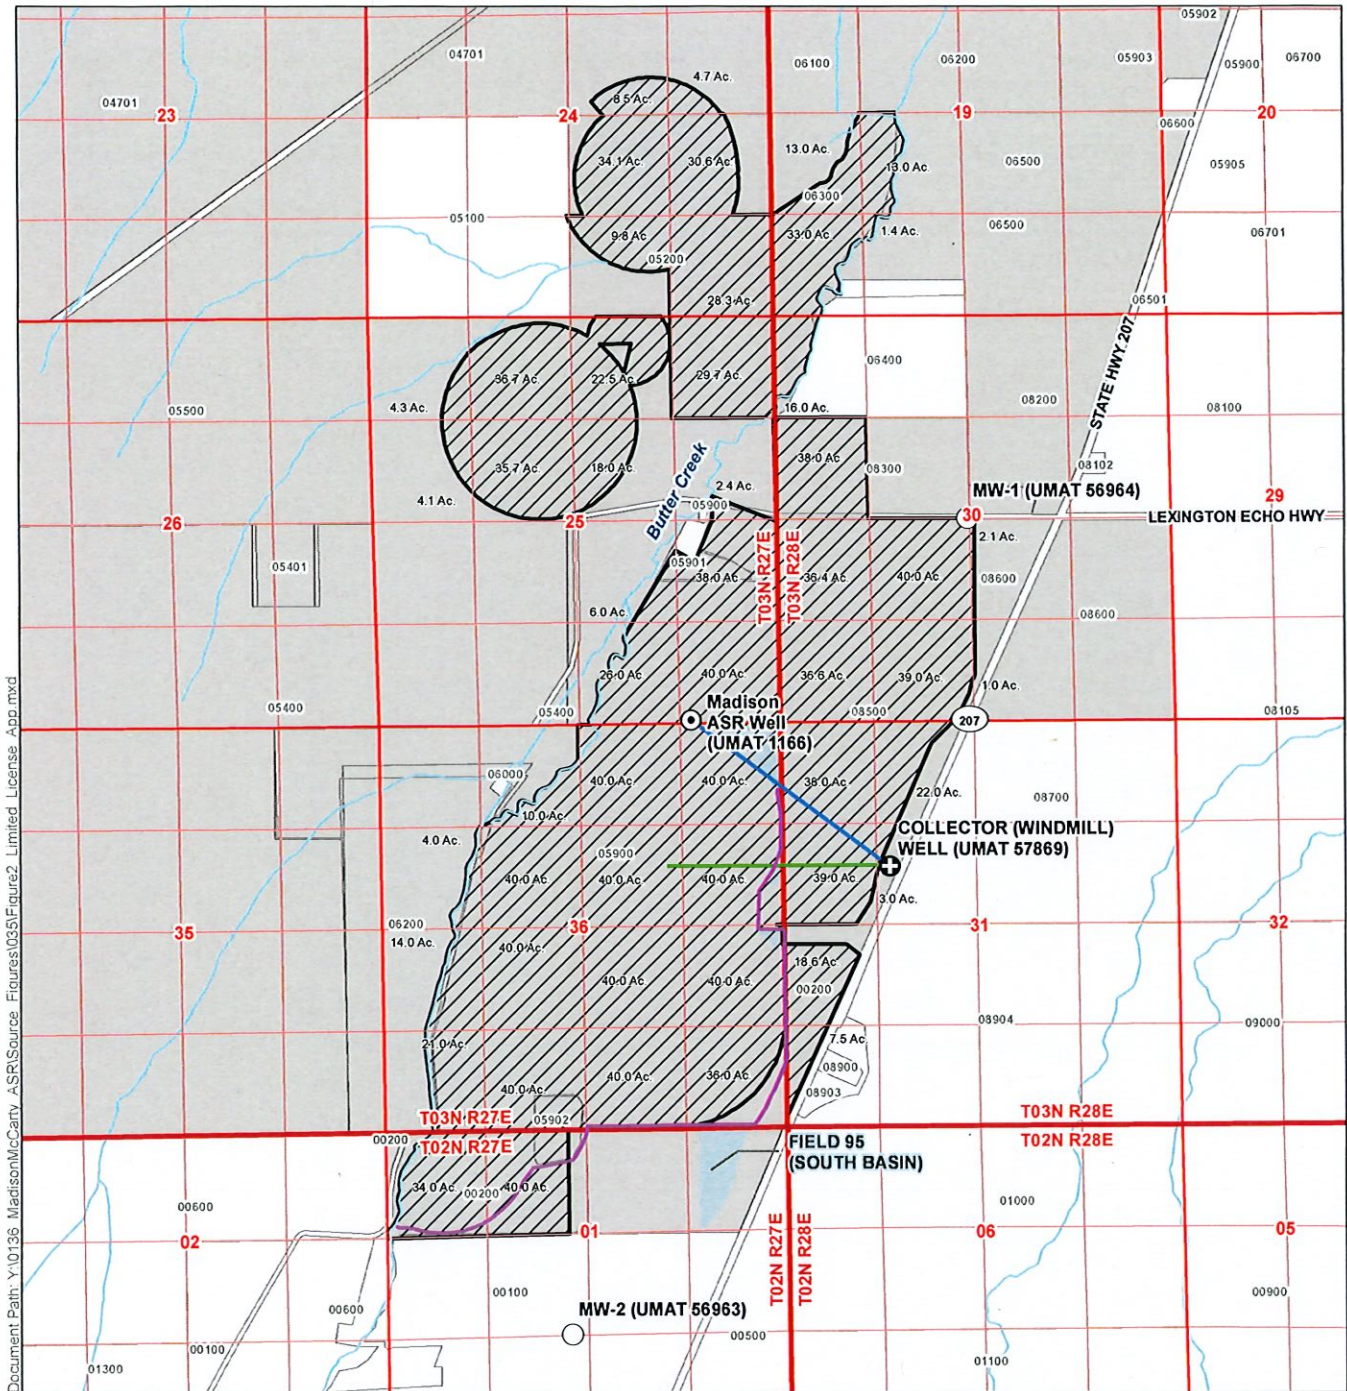 05902
04701
4.7 Ac.
06100
06200
05903
05900
06700
04701
23
8.5 Ac.
24
19
20
06600
34.1 Ac.
30.6 Ac.
13.0 Ac.
13.0 Ac.
06500
05905
06300
05100
9.8 Ac.
33.0 Ac.
1.4 Ac.
06500
06701
05200
28.3 Ac.
06501
STATE HWY 207
06400
36.7 Ac.
22.5 Ac.
29.7 Ac.
05500
4.3 Ac.
16.0 Ac.
08200
08100
35.7 Ac.
18.0 Ac.
38.0 Ac.
08300
08102
4.1 Ac.
2.4 Ac.
MW-1 (UMAT 56964)
Butter Creek
05900
26
25
30
29
LEXINGTON ECHO HWY
2.1 Ac.
05401
05901
38.0 Ac.
36.4 Ac.
40.0 Ac.
08600
T03N R27E
T03N R28E
6.0 Ac.
08600
26.0 Ac.
40.0 Ac.
36.6 Ac.
39.0 Ac.
1.0 Ac.
05400
05400
Madison
ASR Well
(UMAT 1166)
08500
207
08105
06000
40.0 Ac.
40.0 Ac.
38.0 Ac.
22.0 Ac.
08700
10.0 Ac.
4.0 Ac.
COLLECTOR (WINDMILL)
WELL (UMAT 57869)
05900
40.0 Ac.
40.0 Ac.
40.0 Ac.
39.0 Ac.
3.0 Ac.
06200
35
36
31
32
14.0 Ac.
40.0 Ac.
18.6 Ac.
40.0 Ac.
40.0 Ac.
00200
08904
09000
21.0 Ac.
7.5 Ac.
40.0 Ac.
40.0 Ac.
36.0 Ac.
08900
08903
T03N R27E
05902
T03N R28E
00200
T02N R27E
T02N R28E
FIELD 95
(SOUTH BASIN)
34.0 Ac.
00200
40.0 Ac.
00600
01000
02
01
06
05
T02N R27E
T02N R28E
00100
00900
00600
MW-2 (UMAT 56963)
00500
00100
01300
01100
Document Path: Y:\0136_MadisonMcCarty_ASR\Source_Figures\035\Figure2_Limited_License_App.mxd